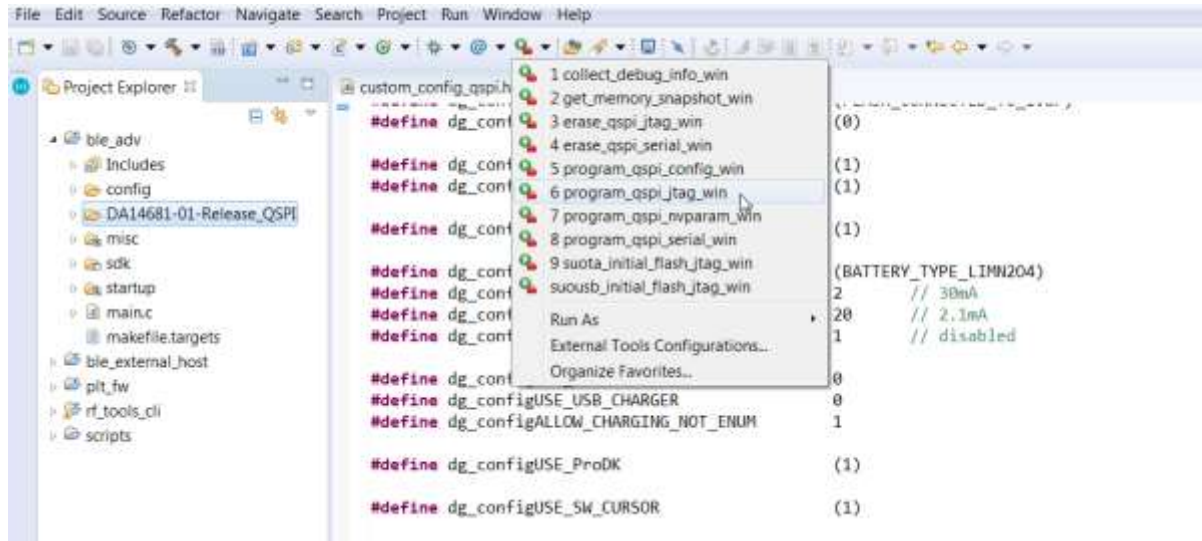 File Edit Source Refactor Navigate Search Project Run Window Help
Project Explorer
ble_adv
Includes
config
DA14681-01-Release_QSPI
misc
sdk
startup
main.c
makefile.targets
ble_external_host
plt_fw
rf_tools_cli
scripts
custom_config_qspi.h
#define dg_conf (0)
#define dg_conf (1)
#define dg_conf (1)
#define dg_conf (1)
#define dg_conf (BATTERY_TYPE_LIMN2O4)
#define dg_conf 2 // 30mA
#define dg_conf 20 // 2.1mA
#define dg_conf 1 // disabled
#define dg_conf 0
#define dg_configUSE_USB_CHARGER 0
#define dg_configALLOW_CHARGING_NOT_ENUM 1
#define dg_configUSE_ProDK (1)
#define dg_configUSE_SW_CURSOR (1)
1 collect_debug_info_win
2 get_memory_snapshot_win
3 erase_qspi_jtag_win
4 erase_qspi_serial_win
5 program_qspi_config_win
6 program_qspi_jtag_win
7 program_qspi_nvparam_win
8 program_qspi_serial_win
9 suota_initial_flash_jtag_win
suousb_initial_flash_jtag_win
Run As
External Tools Configurations...
Organize Favorites...